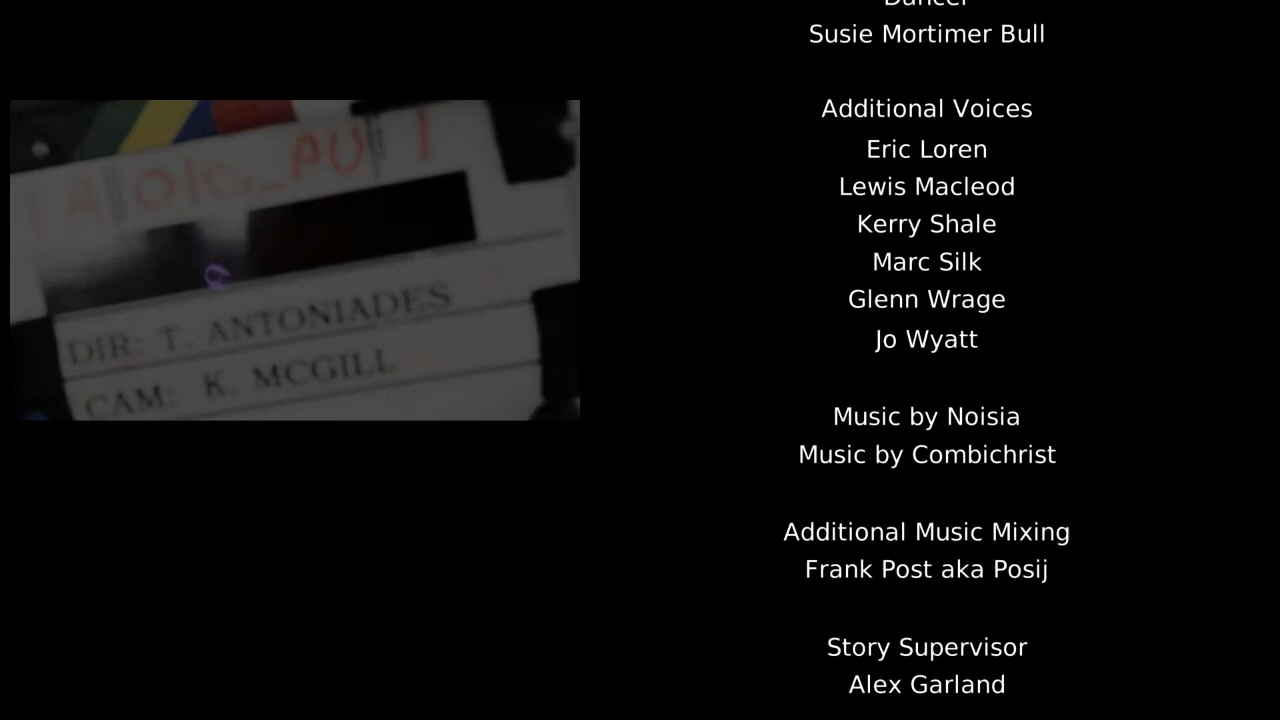 DIR: T. ANTONIADES
CAM: K. MCGILL
Dancer
Susie Mortimer Bull
Additional Voices
Eric Loren
Lewis Macleod
Kerry Shale
Marc Silk
Glenn Wrage
Jo Wyatt
Music by Noisia
Music by Combichrist
Additional Music Mixing
Frank Post aka Posij
Story Supervisor
Alex Garland